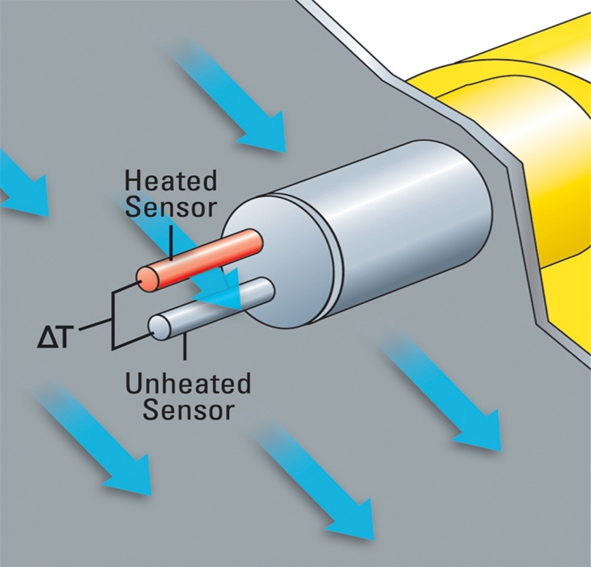 Heated
Sensor
ΔT
Unheated
Sensor